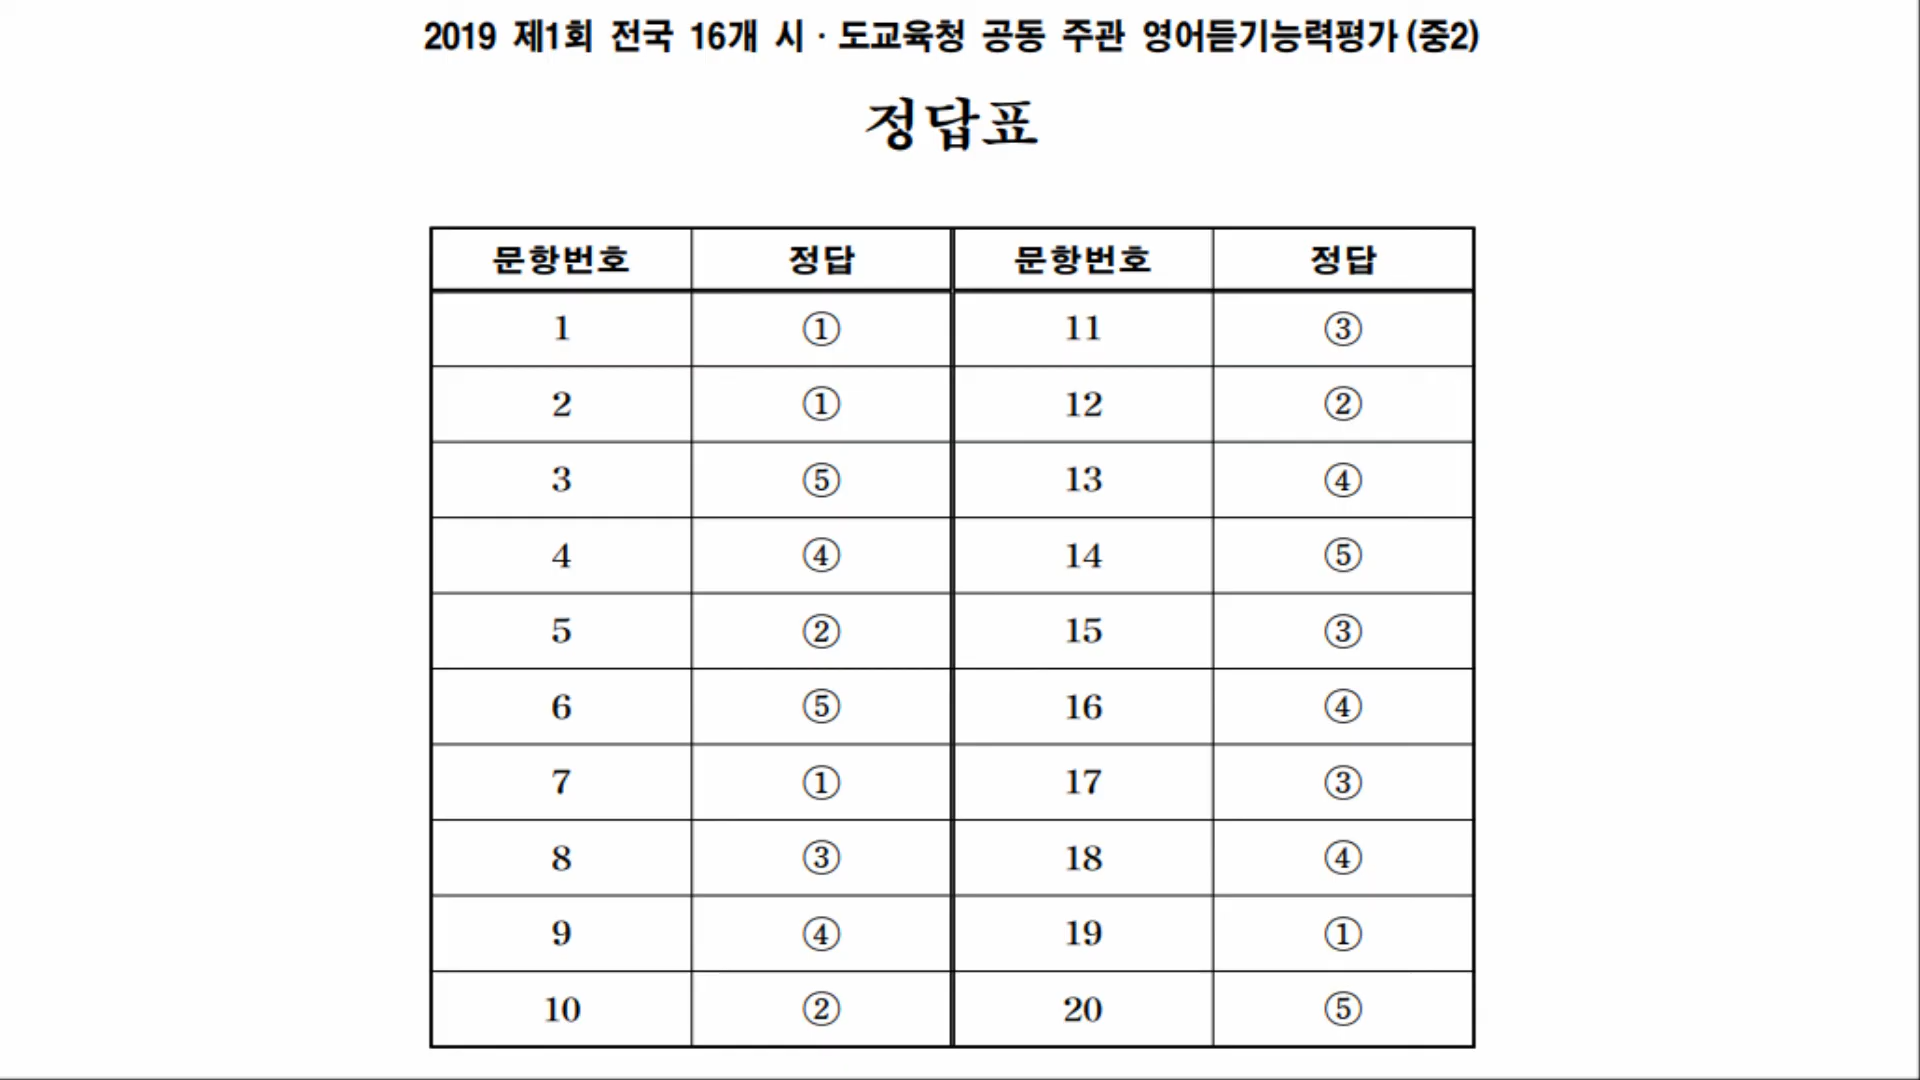 2019 제1회 전국 16개 시·도교육청 공동 주관 영어듣기능력평가(중2)
정답표
문항번호 정답 문항번호 정답
1 ① 11 ③
2 ① 12 ②
3 ⑤ 13 ④
4 ④ 14 ⑤
5 ② 15 ③
6 ⑤ 16 ④
7 ① 17 ③
8 ③ 18 ④
9 ④ 19 ①
10 ② 20 ⑤